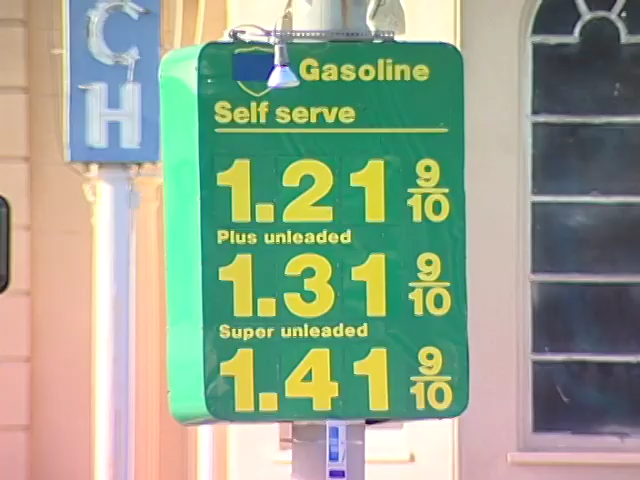 CH
Gasoline
Self serve
1.21 9/10
Plus unleaded
1.31 9/10
Super unleaded
1.41 9/10